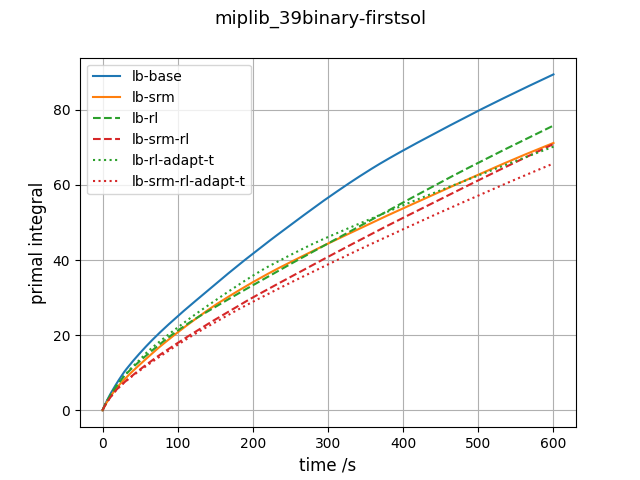 miplib_39binary-firstsol
lb-base
lb-srm
lb-rl
lb-srm-rl
lb-rl-adapt-t
lb-srm-rl-adapt-t
primal integral
80
60
40
20
0
0 100 200 300 400 500 600
time /s